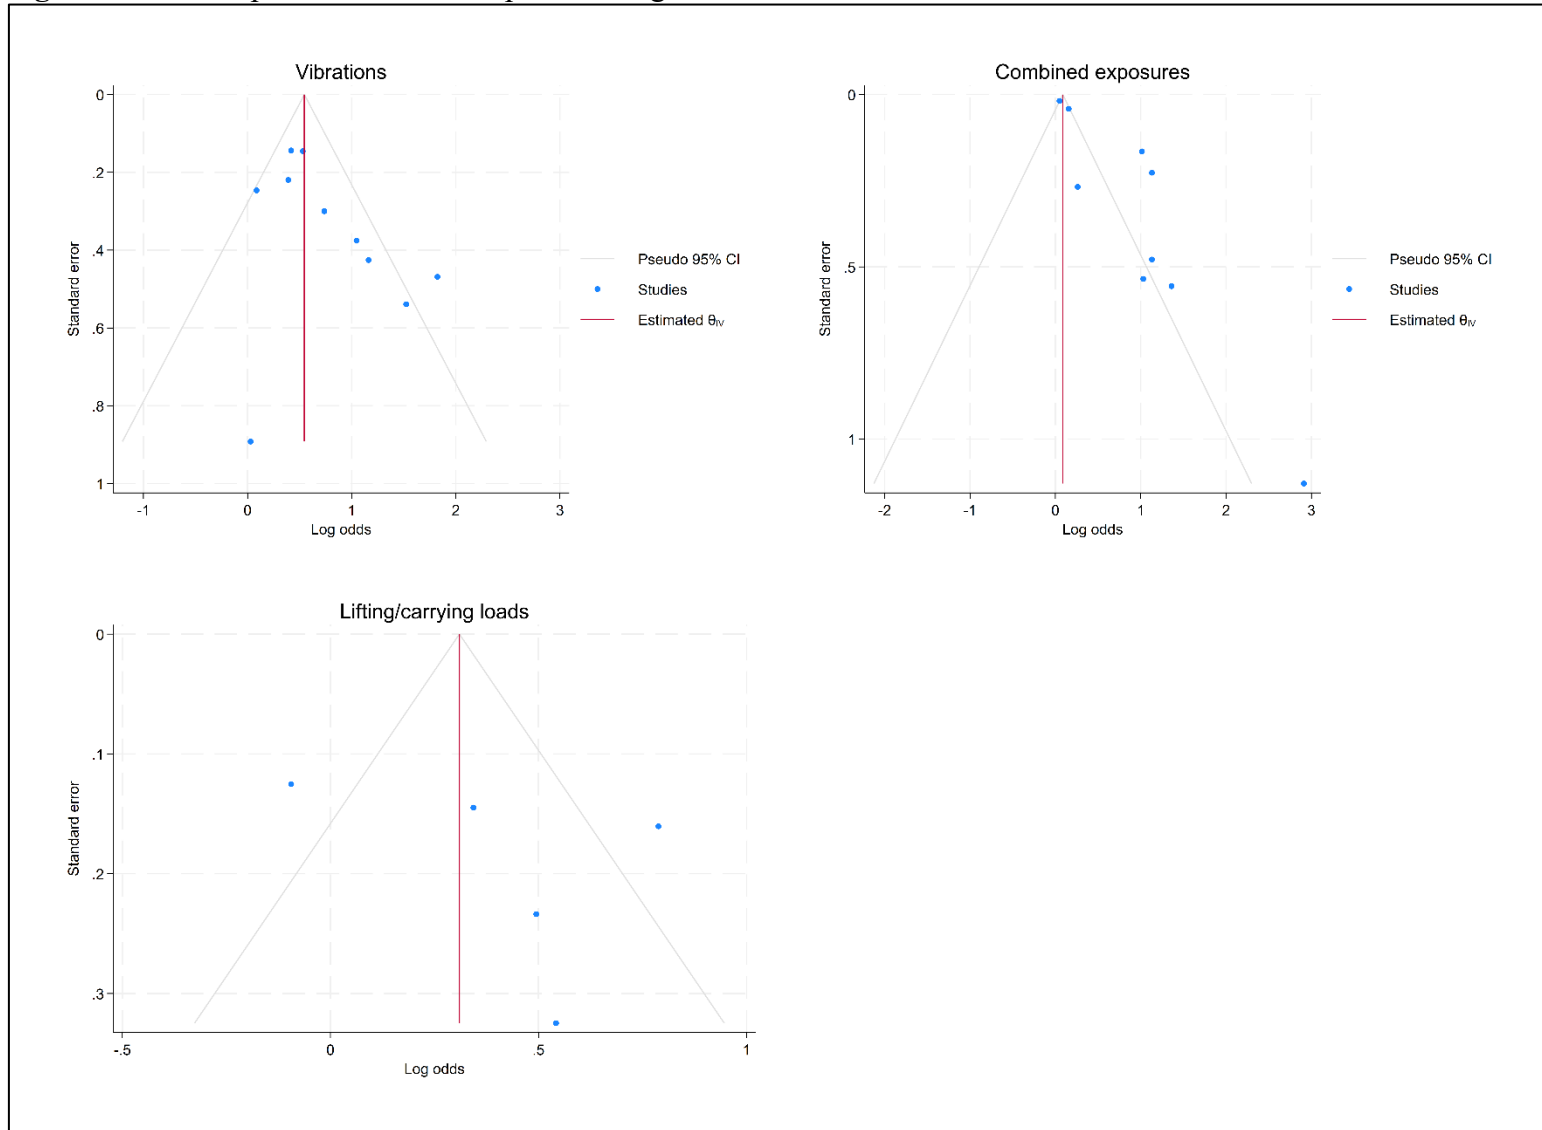 Vibrations
0
.2
.4
.6
.8
1
Standard error
-1 0 1 2 3
Log odds
Pseudo 95% CI
Studies
Estimated θIV
Combined exposures
0
.5
1
Standard error
-2 -1 0 1 2 3
Log odds
Pseudo 95% CI
Studies
Estimated θIV
Lifting/carrying loads
0
.1
.2
.3
Standard error
-.5 0 .5 1
Log odds